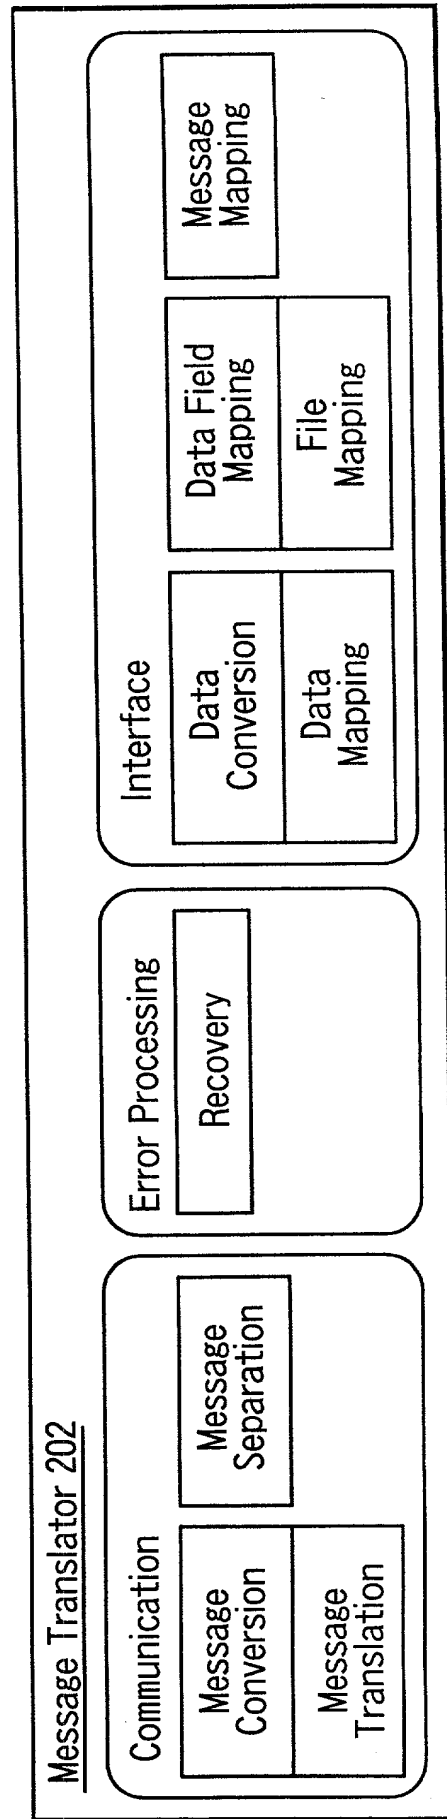 Message Translator 202
Communication
Message
Conversion
Message
Translation
Message
Separation
Error Processing
Recovery
Interface
Data
Conversion
Data
Mapping
Data Field
Mapping
File
Mapping
Message
Mapping